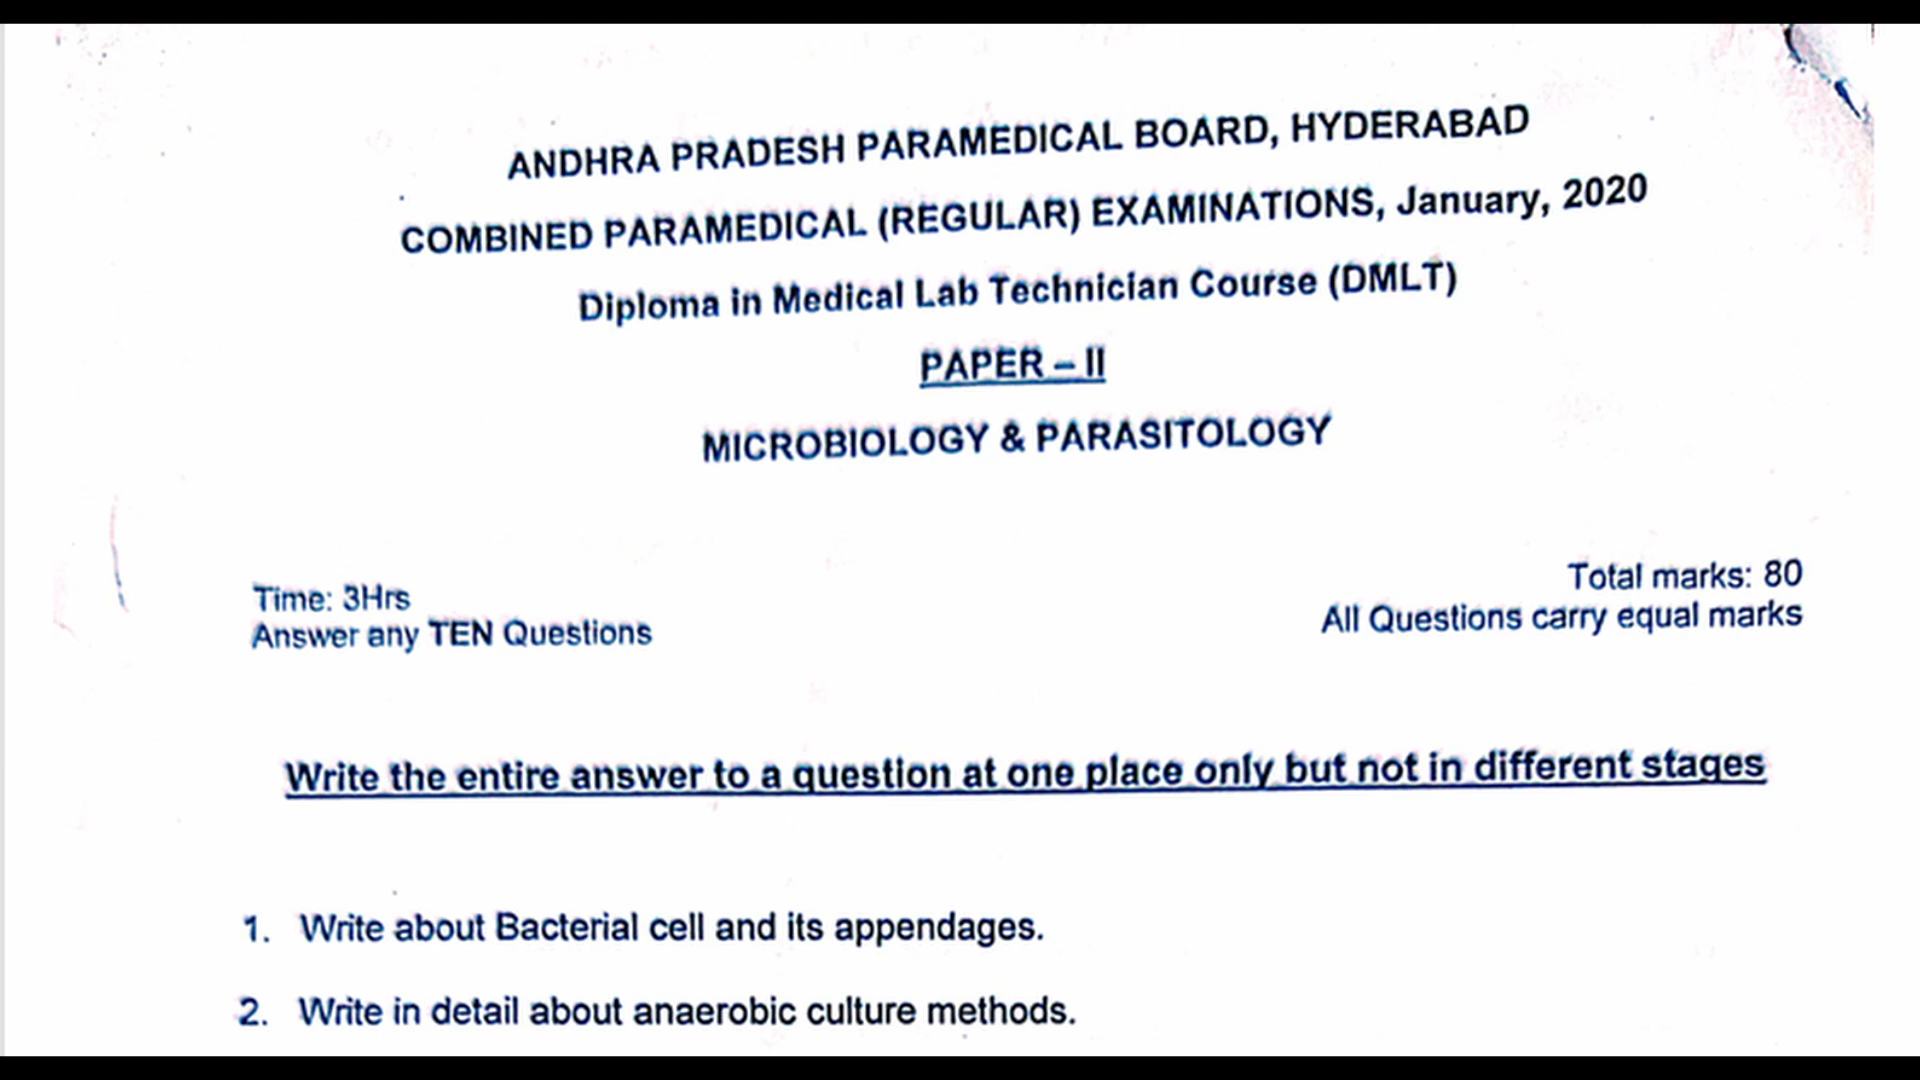 ANDHRA PRADESH PARAMEDICAL BOARD, HYDERABAD
COMBINED PARAMEDICAL (REGULAR) EXAMINATIONS, January, 2020
Diploma in Medical Lab Technician Course (DMLT)
PAPER – II
MICROBIOLOGY & PARASITOLOGY
Time: 3Hrs
Total marks: 80
Answer any TEN Questions
All Questions carry equal marks
Write the entire answer to a question at one place only but not in different stages
1. Write about Bacterial cell and its appendages.
2. Write in detail about anaerobic culture methods.